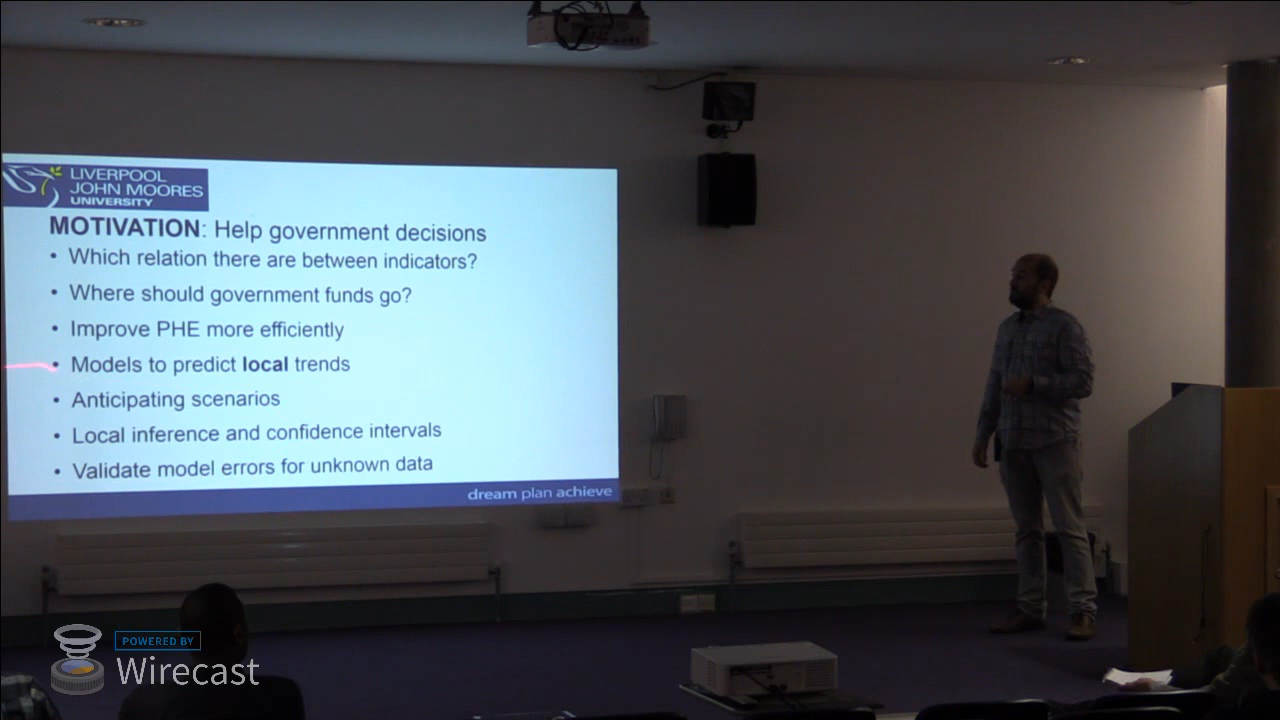 LIVERPOOL
JOHN MOORES
UNIVERSITY
MOTIVATION: Help government decisions
• Which relation there are between indicators?
• Where should government funds go?
• Improve PHE more efficiently
• Models to predict local trends
• Anticipating scenarios
• Local inference and confidence intervals
• Validate model errors for unknown data
dream plan achieve
POWERED BY
Wirecast